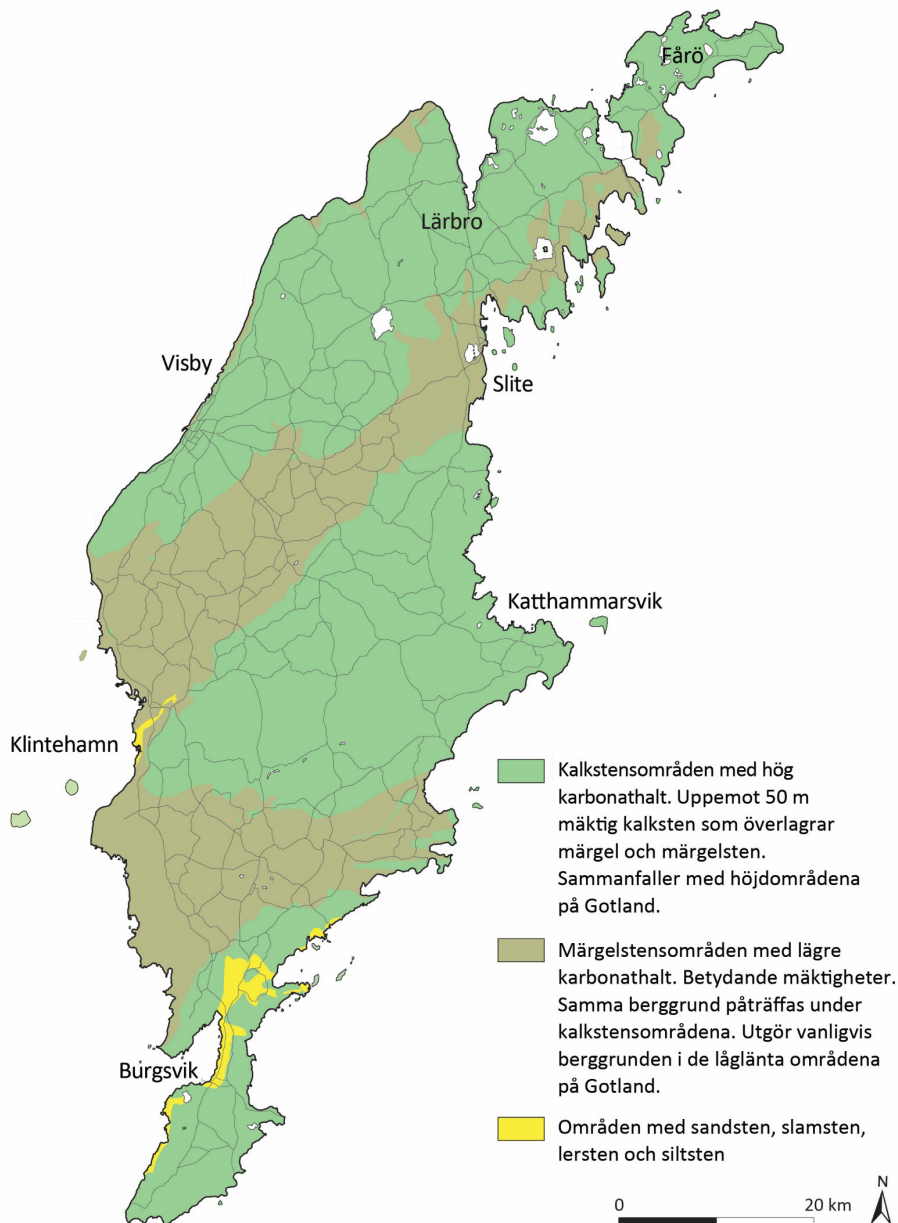 Fårö
Lärbro
Visby
Slite
Katthammarsvik
Klintehamn
Burgsvik
Kalkstensområden med hög
karbonathalt. Uppemot 50 m
mäktig kalksten som överlagrar
märgel och märgelsten.
Sammanfaller med höjdområdena
på Gotland.
Märgelstensområden med lägre
karbonathalt. Betydande mäktigheter.
Samma berggrund påträffas under
kalkstensområdena. Utgör vanligvis
berggrunden i de låglänta områdena
på Gotland.
Områden med sandsten, slamsten,
lersten och siltsten
0 20 km
N